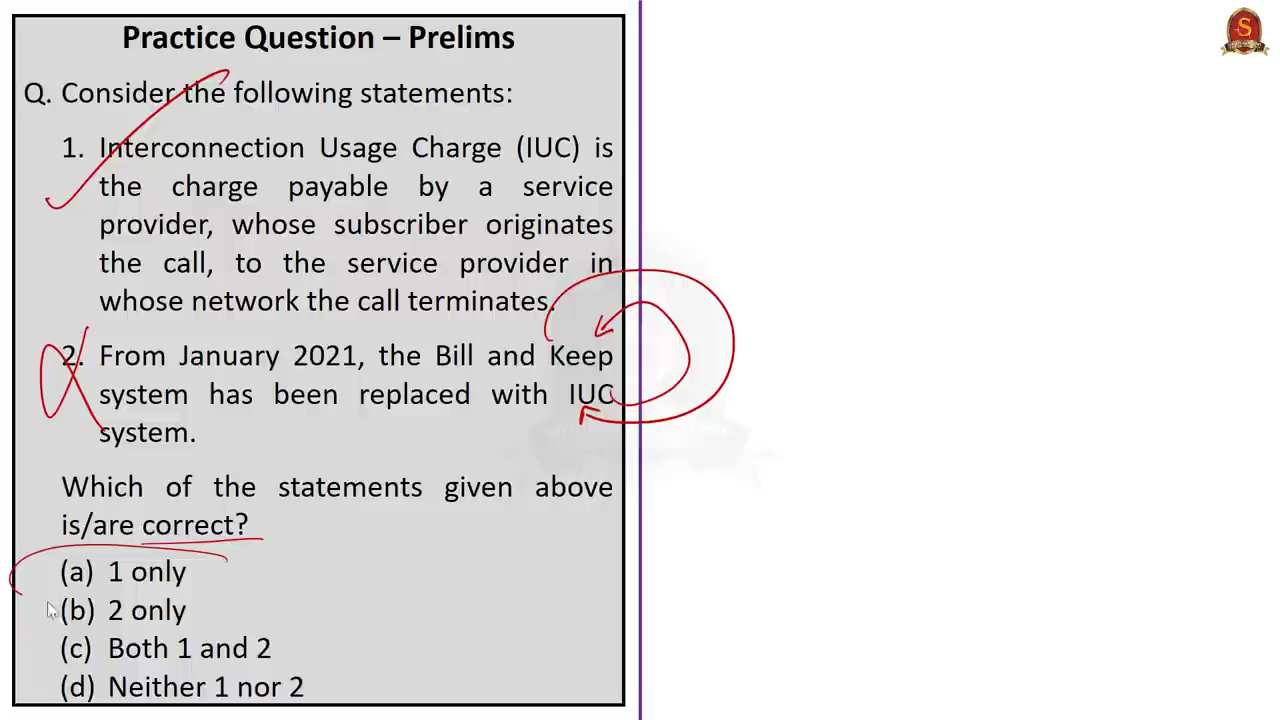 Practice Question – Prelims
Q. Consider the following statements:
1. Interconnection Usage Charge (IUC) is
the charge payable by a service
provider, whose subscriber originates
the call, to the service provider in
whose network the call terminates.
2. From January 2021, the Bill and Keep
system has been replaced with IUC
system.
Which of the statements given above
is/are correct?
(a) 1 only
(b) 2 only
(c) Both 1 and 2
(d) Neither 1 nor 2
S